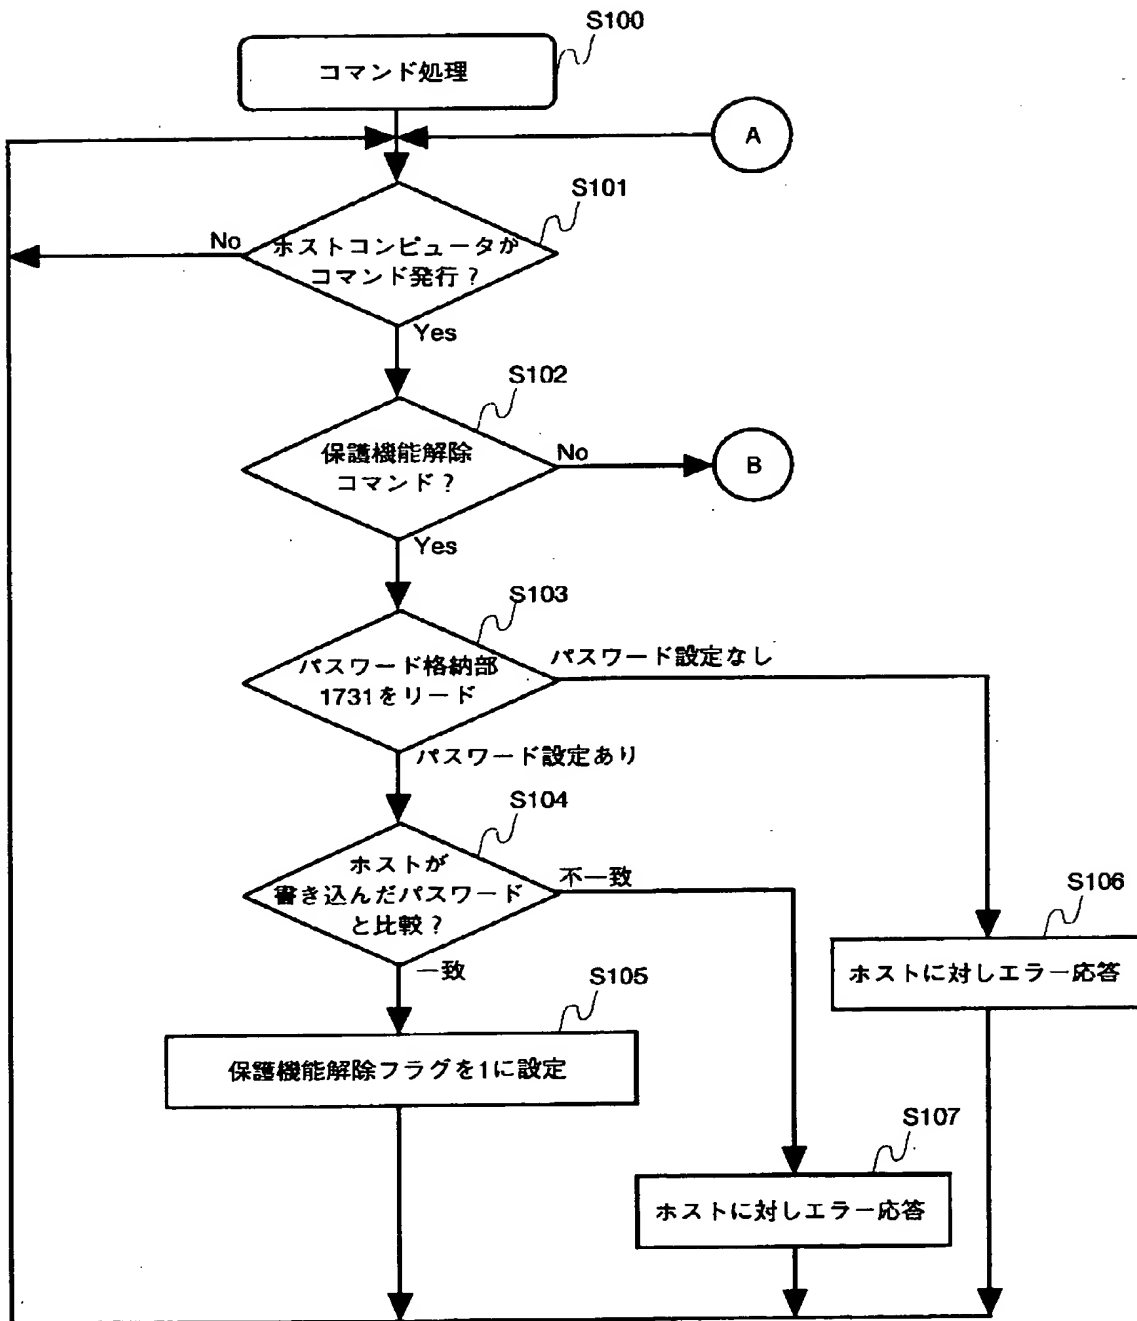 S100
コマンド処理
A
S101
No
ホストコンピュータが
コマンド発行？
Yes
S102
保護機能解除
コマンド？
No
B
Yes
S103
パスワード格納部
1731をリード
パスワード設定なし
パスワード設定あり
S104
ホストが
書き込んだパスワード
と比較？
不一致
一致
S106
ホストに対しエラー応答
S105
保護機能解除フラグを1に設定
S107
ホストに対しエラー応答